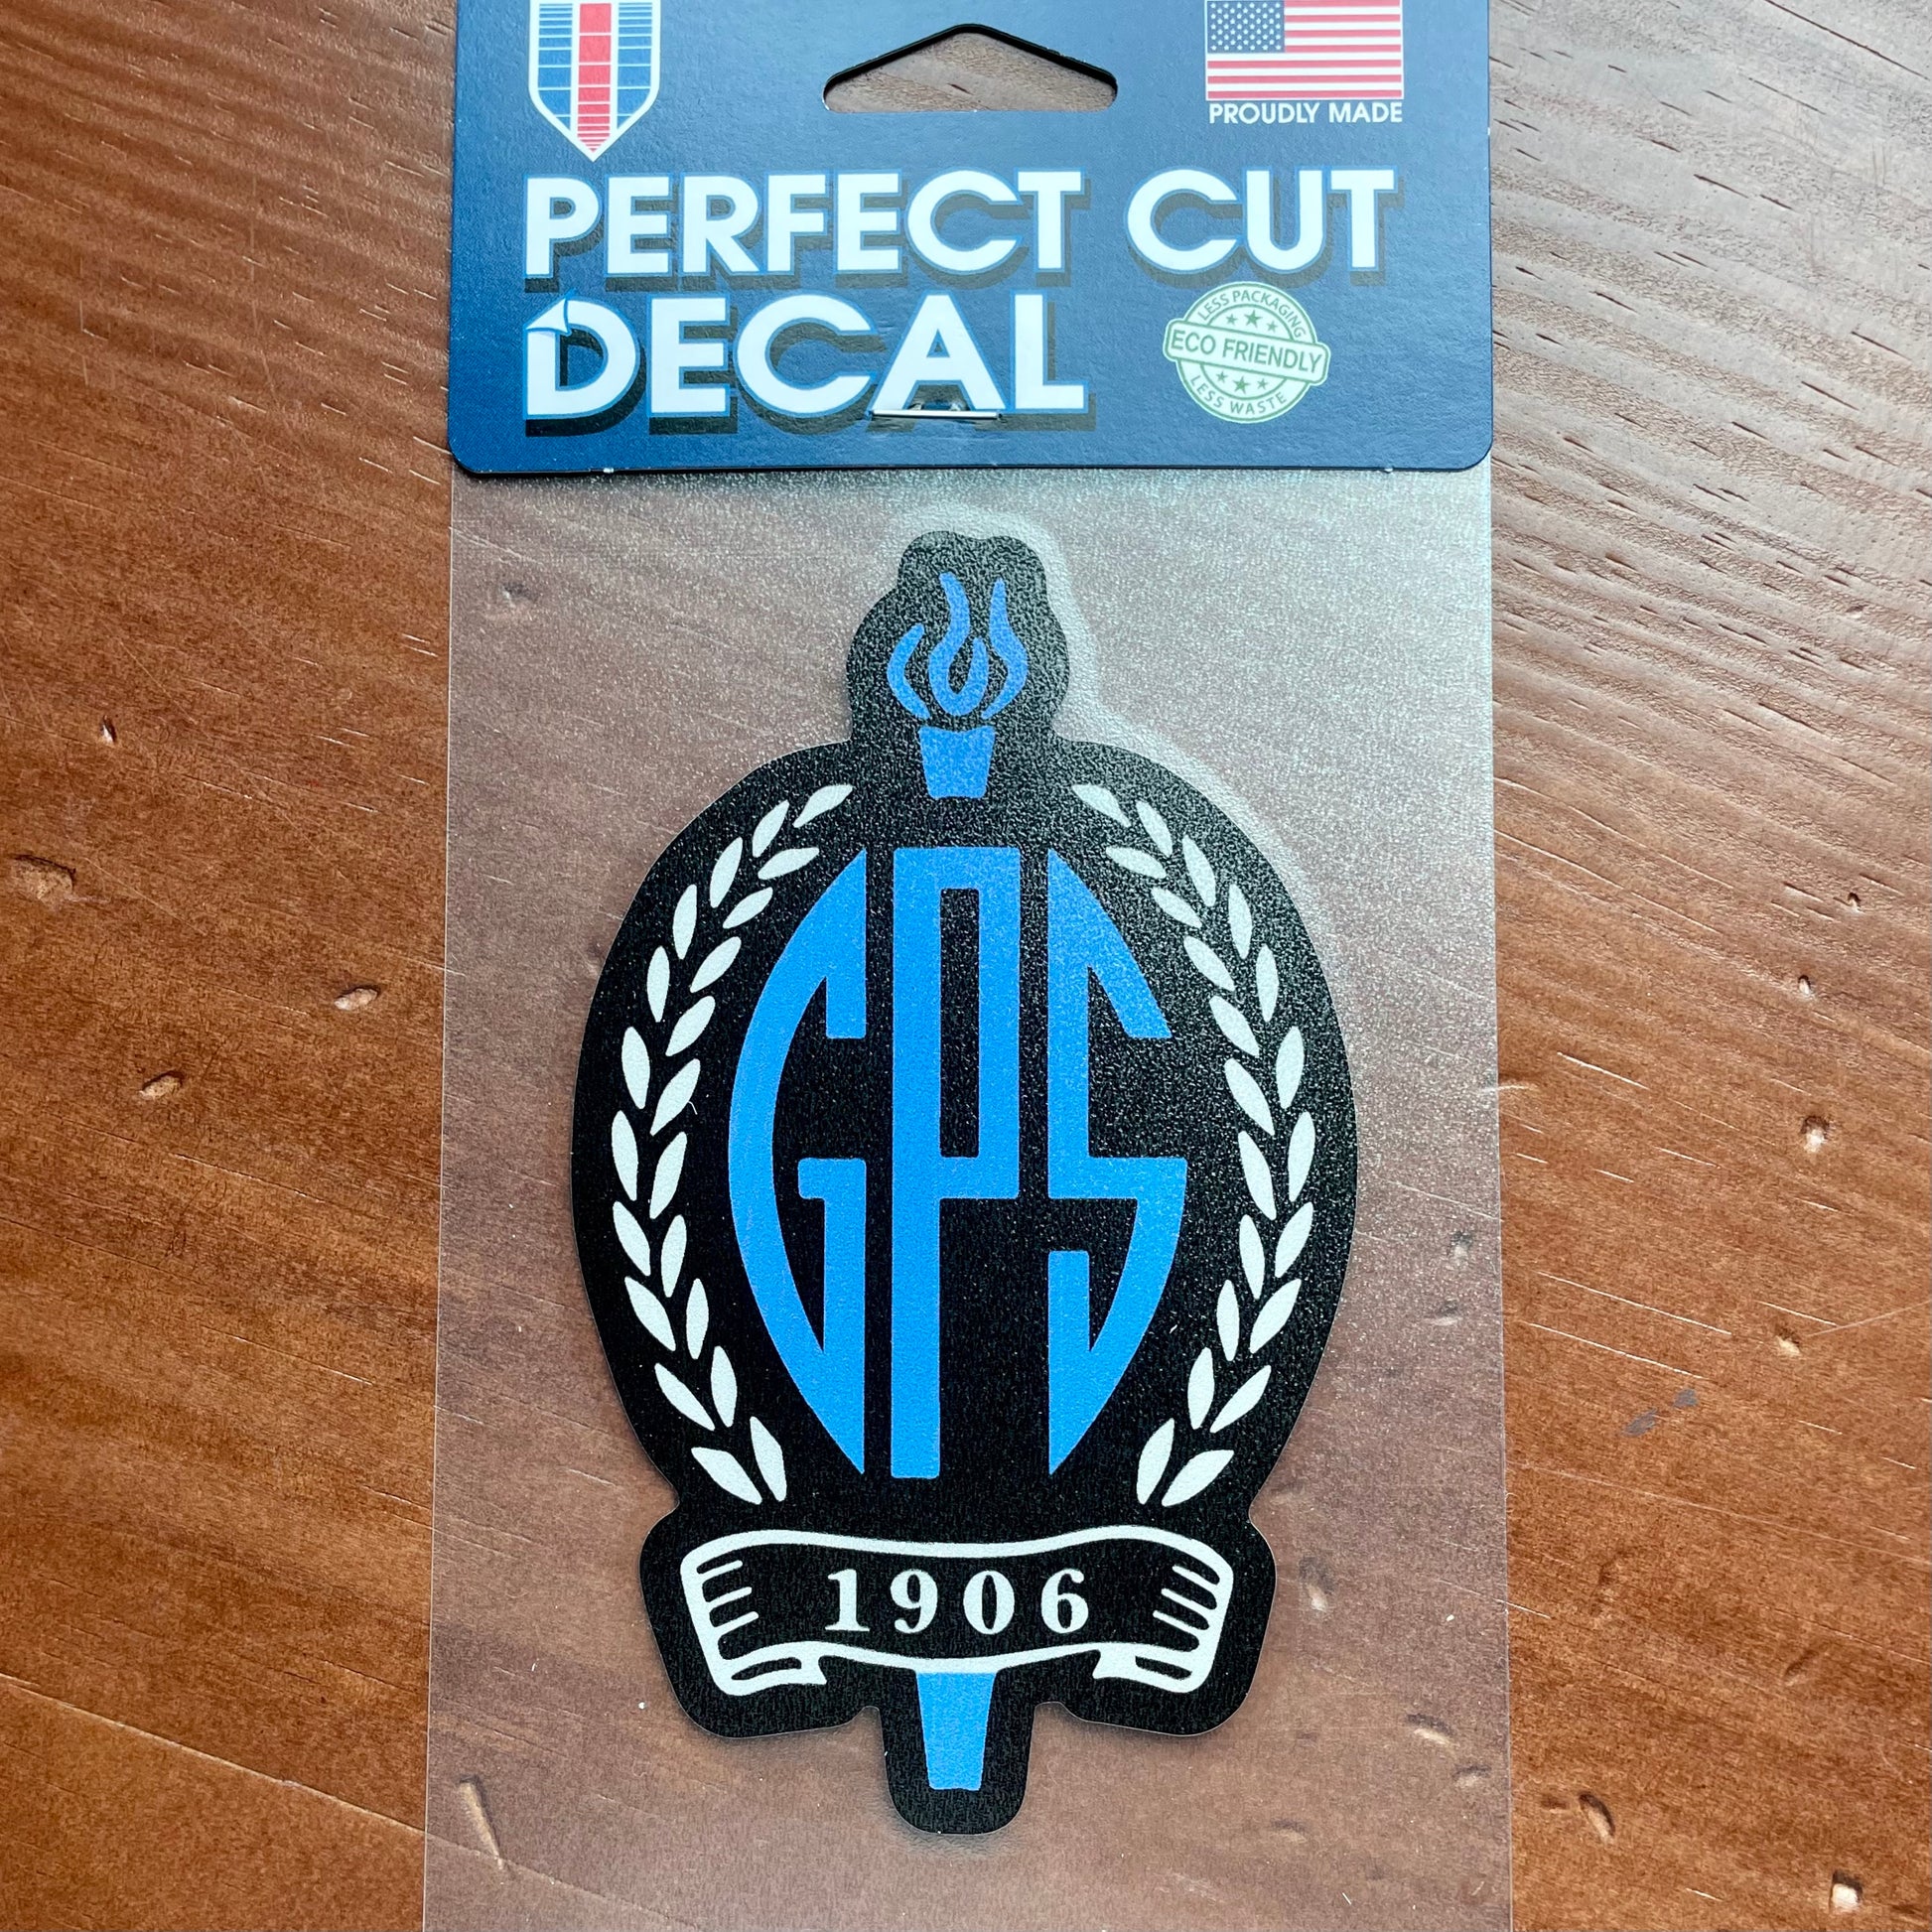 PROUDLY MADE
PERFECT CUT
DECAL
LESS PACKAGING
ECO FRIENDLY
LESS WASTE
GPS
1906